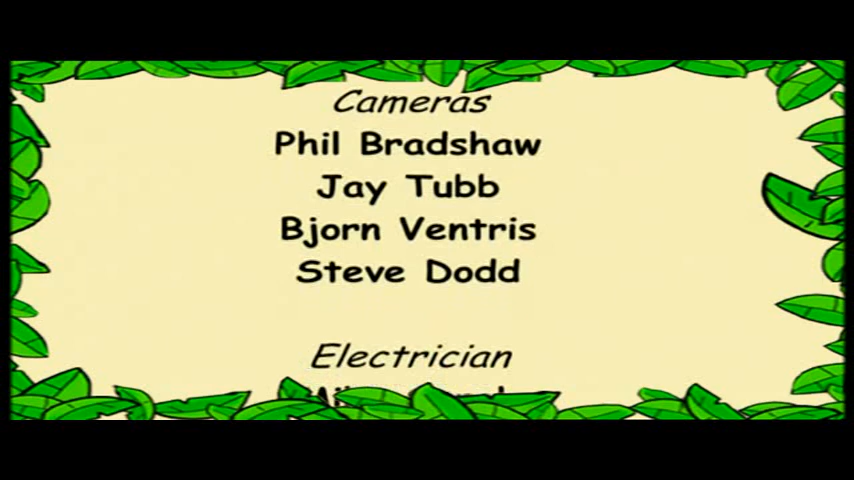 Cameras
Phil Bradshaw
Jay Tubb
Bjorn Ventris
Steve Dodd
Electrician